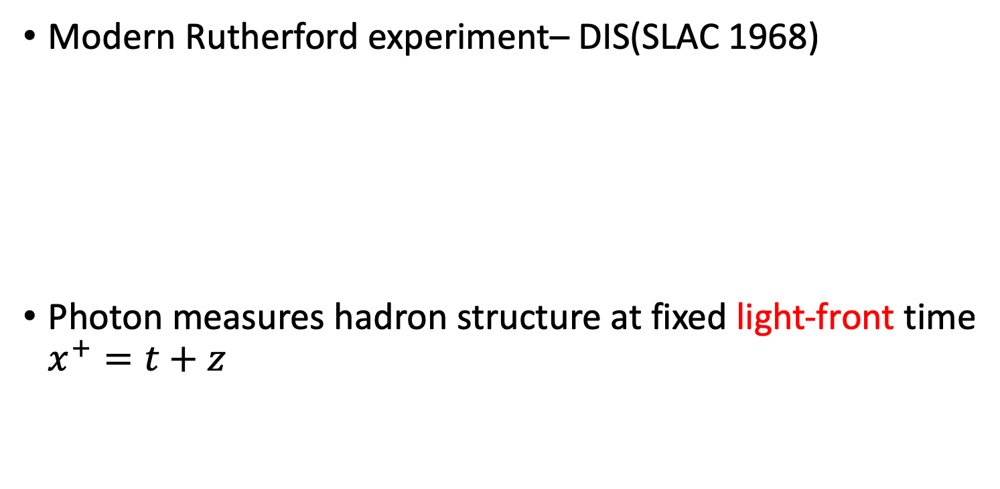 • Modern Rutherford experiment– DIS(SLAC 1968)
• Photon measures hadron structure at fixed light-front time
x⁺ = t + z